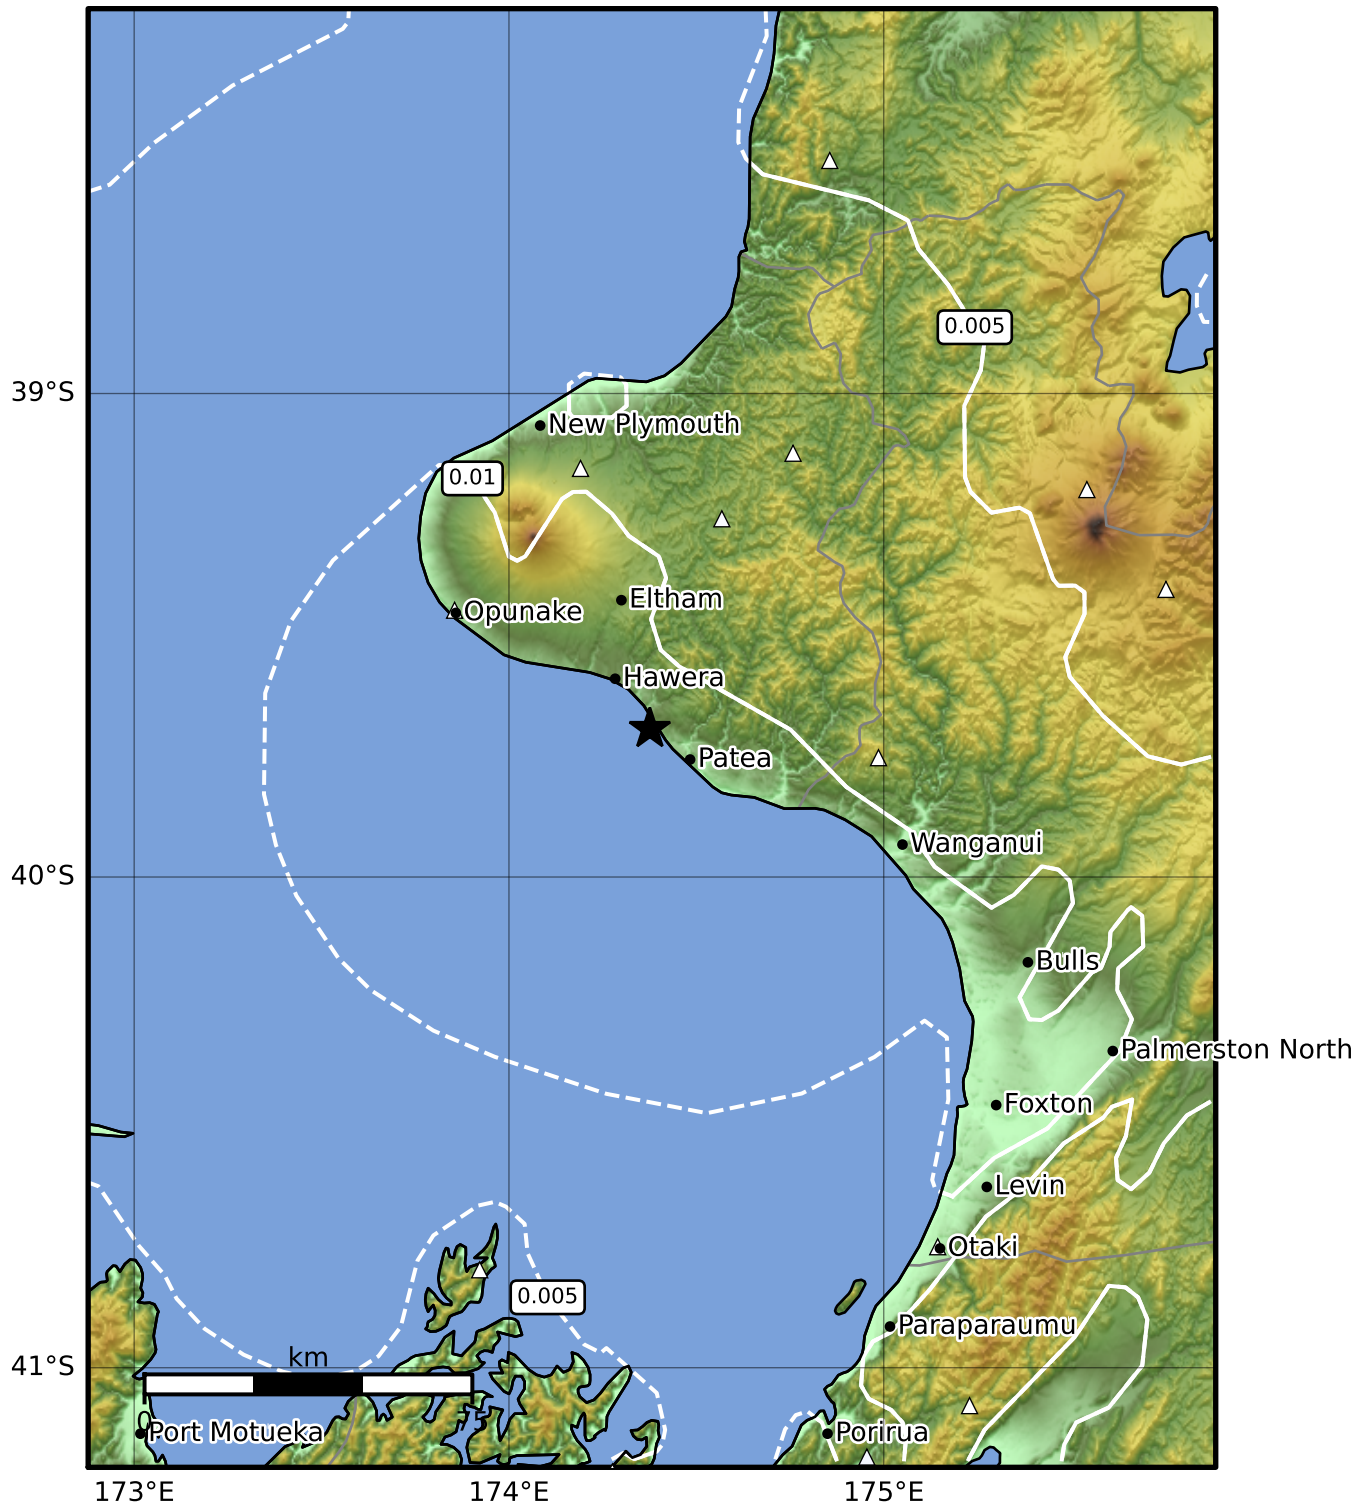 0.005
39°S
New Plymouth
0.01
Eltham
Opunake
Hawera
Patea
Wanganui
40°S
Bulls
Palmerston North
Foxton
Levin
Otaki
0.005
Paraparaumu
km
41°S
0
Port Motueka
Porirua
173°E
174°E
175°E